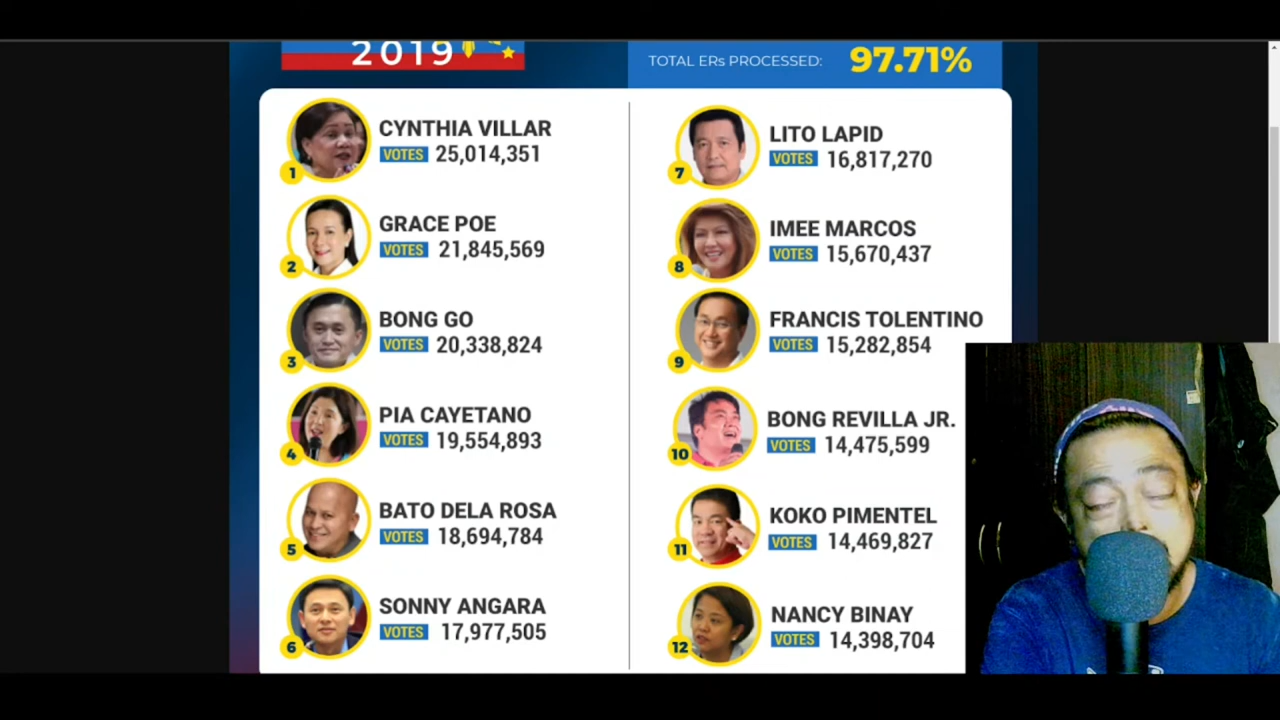 2019
TOTAL ERs PROCESSED: 97.71%
1
CYNTHIA VILLAR
VOTES 25,014,351
2
GRACE POE
VOTES 21,845,569
3
BONG GO
VOTES 20,338,824
4
PIA CAYETANO
VOTES 19,554,893
5
BATO DELA ROSA
VOTES 18,694,784
6
SONNY ANGARA
VOTES 17,977,505
7
LITO LAPID
VOTES 16,817,270
8
IMEE MARCOS
VOTES 15,670,437
9
FRANCIS TOLENTINO
VOTES 15,282,854
10
BONG REVILLA JR.
VOTES 14,475,599
11
KOKO PIMENTEL
VOTES 14,469,827
12
NANCY BINAY
VOTES 14,398,704